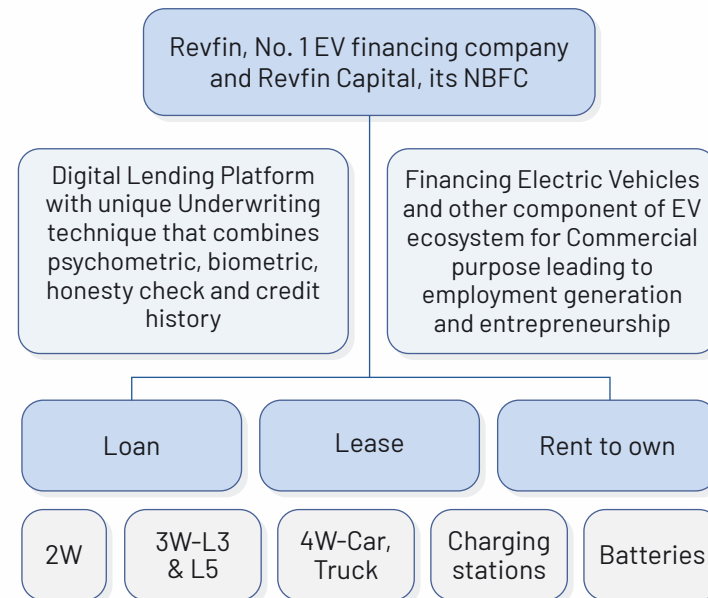 Revfin, No. 1 EV financing company
and Revfin Capital, its NBFC
Digital Lending Platform
with unique Underwriting
technique that combines
psychometric, biometric,
honesty check and credit
history
Financing Electric Vehicles
and other component of EV
ecosystem for Commercial
purpose leading to
employment generation
and entrepreneurship
Loan
Lease
Rent to own
2W
3W-L3
& L5
4W-Car,
Truck
Charging
stations
Batteries